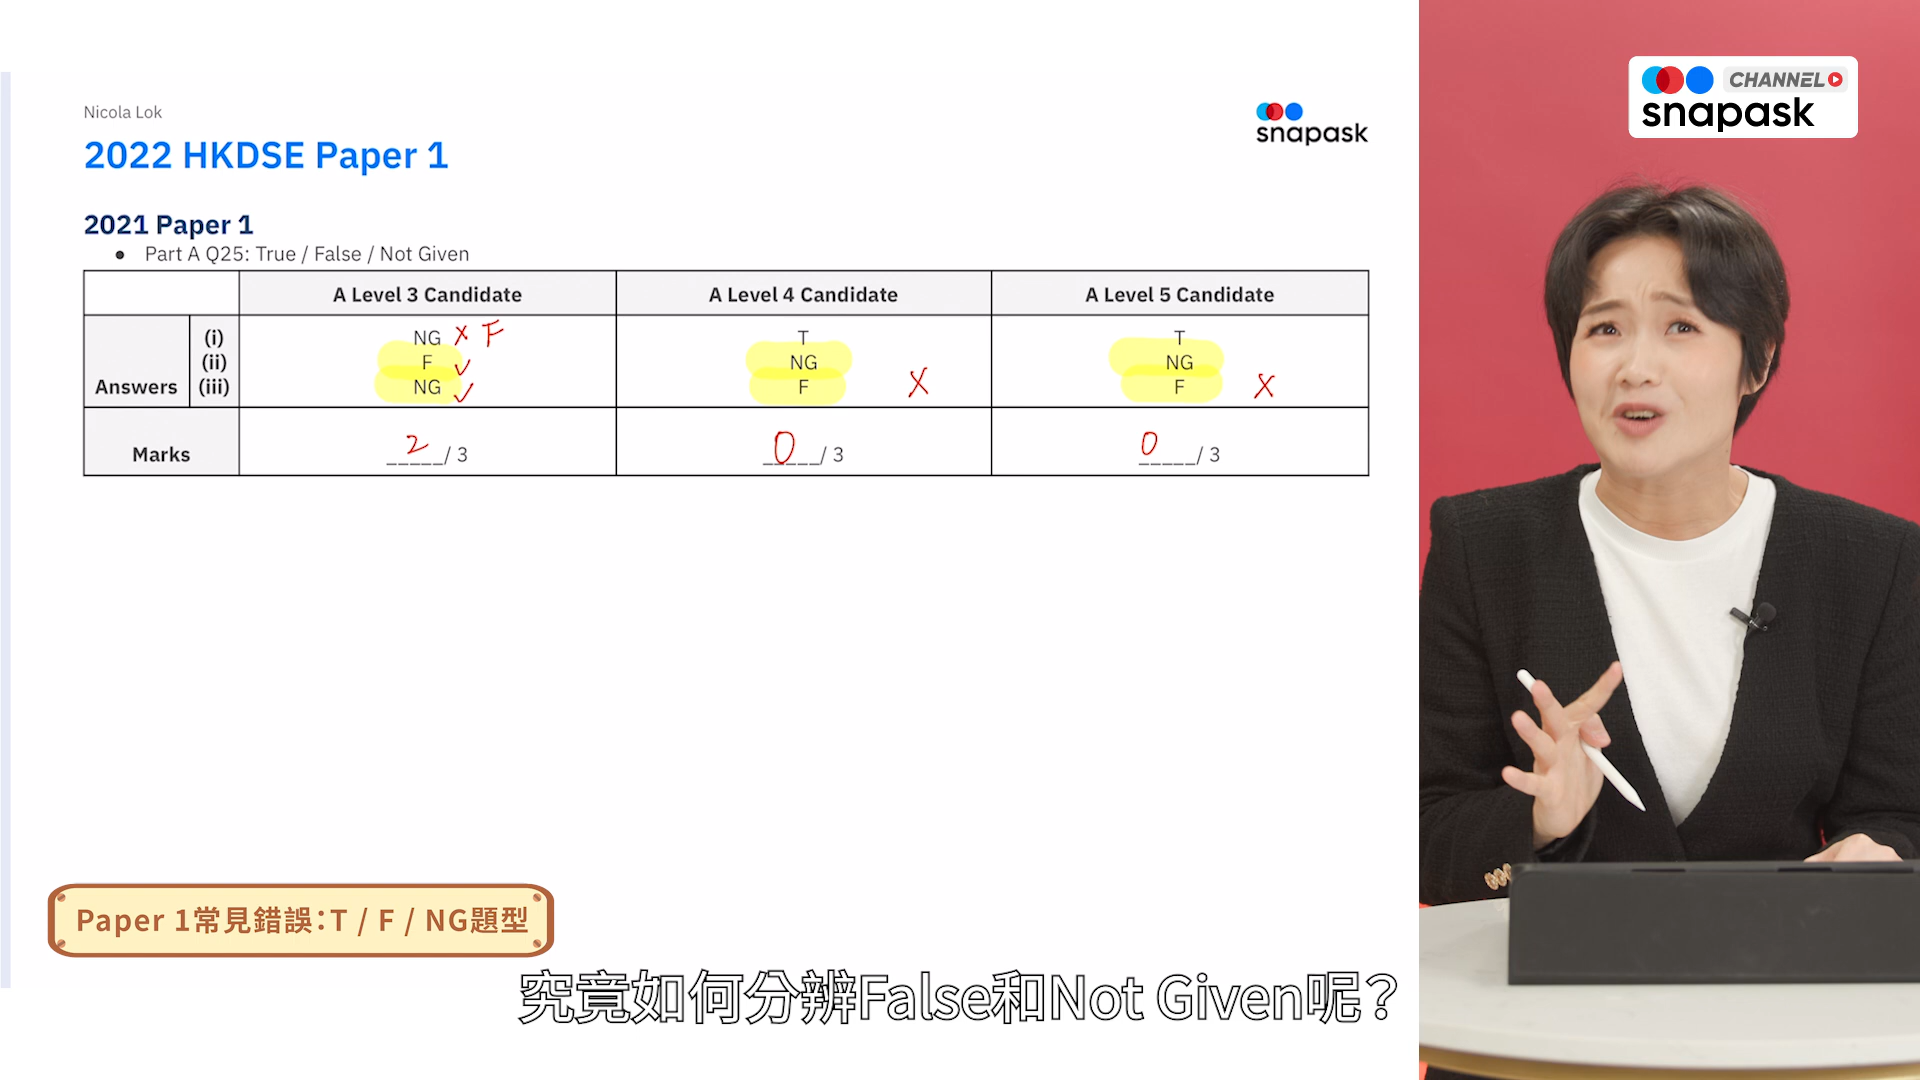 Nicola Lok
2022 HKDSE Paper 1
snapask
CHANNEL
snapask
2021 Paper 1
● Part A Q25: True / False / Not Given
A Level 3 Candidate
A Level 4 Candidate
A Level 5 Candidate
Answers
(i)
(ii)
(iii)
NG X F
F ✓
NG ✓
T
NG
F X
T
NG
F X
Marks
2 / 3
0 / 3
0 / 3
Paper 1常見錯誤：T / F / NG題型
究竟如何分辨False和Not Given呢？